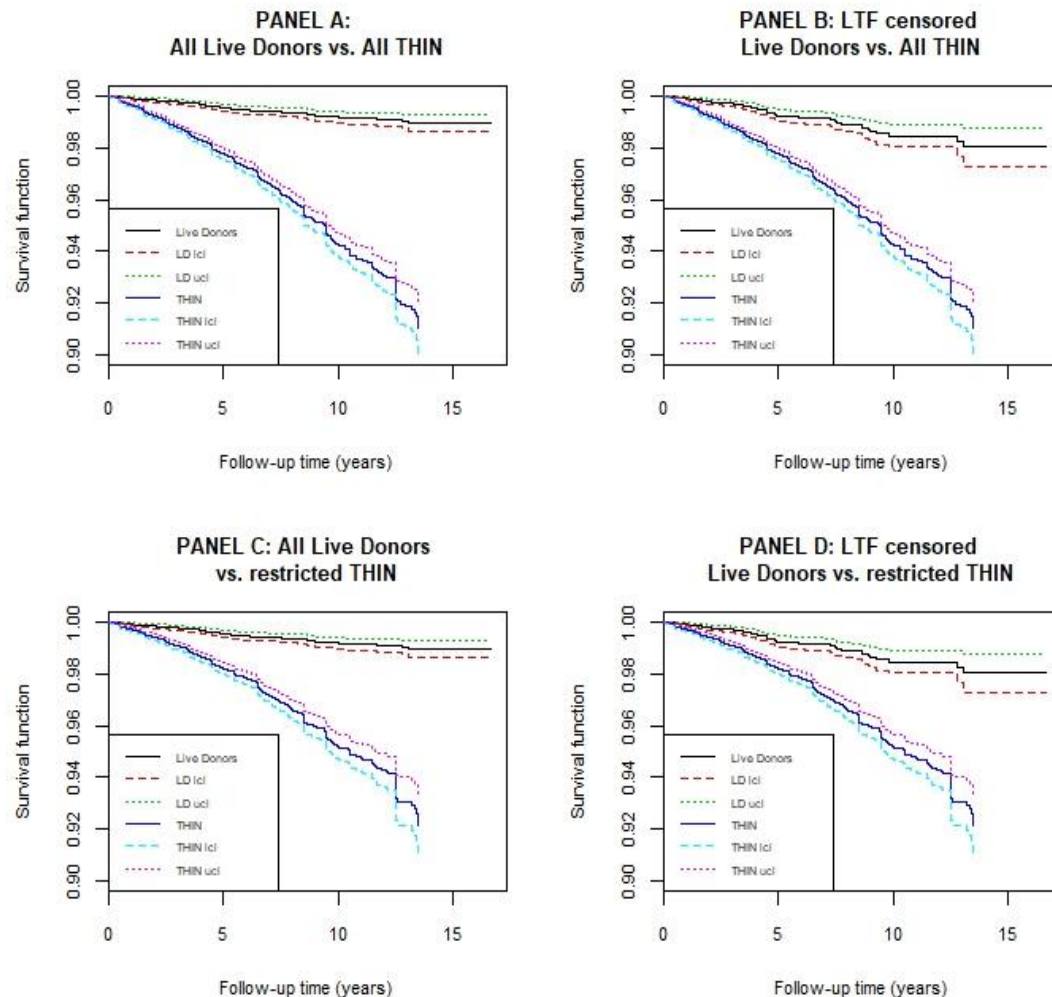 PANEL A:
All Live Donors vs. All THIN
Survival function
1.00
0.98
0.96
0.94
0.92
0.90
Live Donors
LD lcl
LD ucl
THIN
THIN lcl
THIN ucl
0 5 10 15
Follow-up time (years)
PANEL B: LTF censored
Live Donors vs. All THIN
Survival function
1.00
0.98
0.96
0.94
0.92
0.90
Live Donors
LD lcl
LD ucl
THIN
THIN lcl
THIN ucl
0 5 10 15
Follow-up time (years)
PANEL C: All Live Donors
vs. restricted THIN
Survival function
1.00
0.98
0.96
0.94
0.92
0.90
Live Donors
LD lcl
LD ucl
THIN
THIN lcl
THIN ucl
0 5 10 15
Follow-up time (years)
PANEL D: LTF censored
Live Donors vs. restricted THIN
Survival function
1.00
0.98
0.96
0.94
0.92
0.90
Live Donors
LD lcl
LD ucl
THIN
THIN lcl
THIN ucl
0 5 10 15
Follow-up time (years)